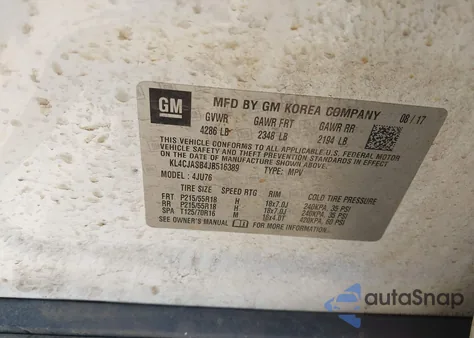 GM
MFD BY GM KOREA COMPANY 08 / 17
GVWR GAWR FRT GAWR RR
4286 LB 2346 LB 2194 LB
THIS VEHICLE CONFORMS TO ALL APPLICABLE U.S. FEDERAL MOTOR
VEHICLE SAFETY, BUMPER, AND THEFT PREVENTION STANDARDS IN
EFFECT ON THE DATE OF MANUFACTURE SHOWN ABOVE.
KL4CJASB4JB516389 TYPE: MPV
MODEL: 4JU76
TIRE SIZE SPEED RTG RIM COLD TIRE PRESSURE
FRT P215/55R18 H 18x7.0J 240KPA, 35 PSI
RR P215/55R18 H 18x7.0J 240KPA, 35 PSI
SPA T125/70R16 M 16x4.0T 420KPA, 60 PSI
SEE OWNER'S MANUAL FOR MORE INFORMATION.
autoSnap